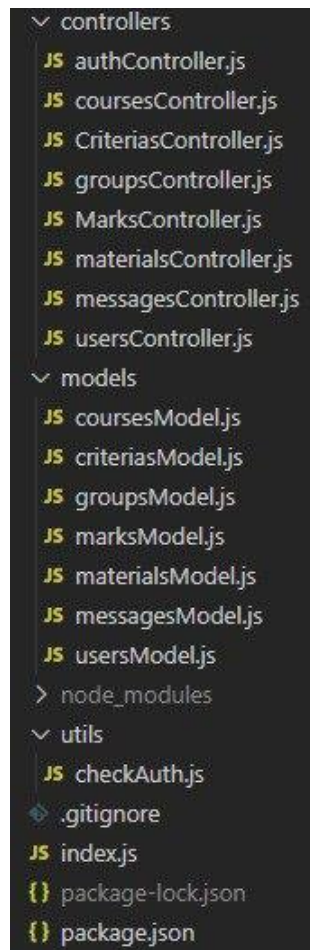 controllers
JS authController.js
JS coursesController.js
JS CriteriasController.js
JS groupsController.js
JS MarksController.js
JS materialsController.js
JS messagesController.js
JS usersController.js
models
JS coursesModel.js
JS criteriasModel.js
JS groupsModel.js
JS marksModel.js
JS materialsModel.js
JS messagesModel.js
JS usersModel.js
node_modules
utils
JS checkAuth.js
.gitignore
JS index.js
{} package-lock.json
{} package.json